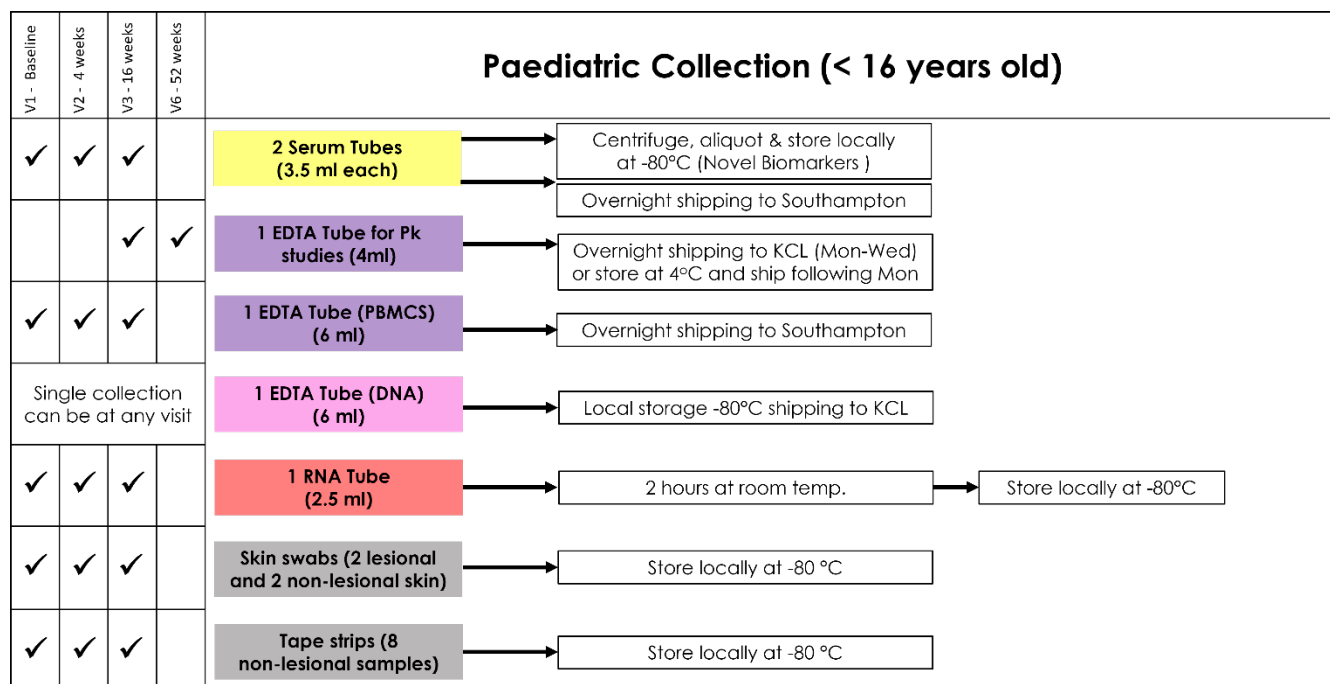 V1 - Baseline
V2 - 4 weeks
V3 - 16 weeks
V6 - 52 weeks
Paediatric Collection (< 16 years old)
2 Serum Tubes
(3.5 ml each)
Centrifuge, aliquot & store locally
at -80°C (Novel Biomarkers )
Overnight shipping to Southampton
1 EDTA Tube for Pk
studies (4ml)
Overnight shipping to KCL (Mon-Wed)
or store at 4°C and ship following Mon
1 EDTA Tube (PBMCS)
(6 ml)
Overnight shipping to Southampton
Single collection
can be at any visit
1 EDTA Tube (DNA)
(6 ml)
Local storage -80°C shipping to KCL
1 RNA Tube
(2.5 ml)
2 hours at room temp.
Store locally at -80°C
Skin swabs (2 lesional
and 2 non-lesional skin)
Store locally at -80 °C
Tape strips (8
non-lesional samples)
Store locally at -80 °C